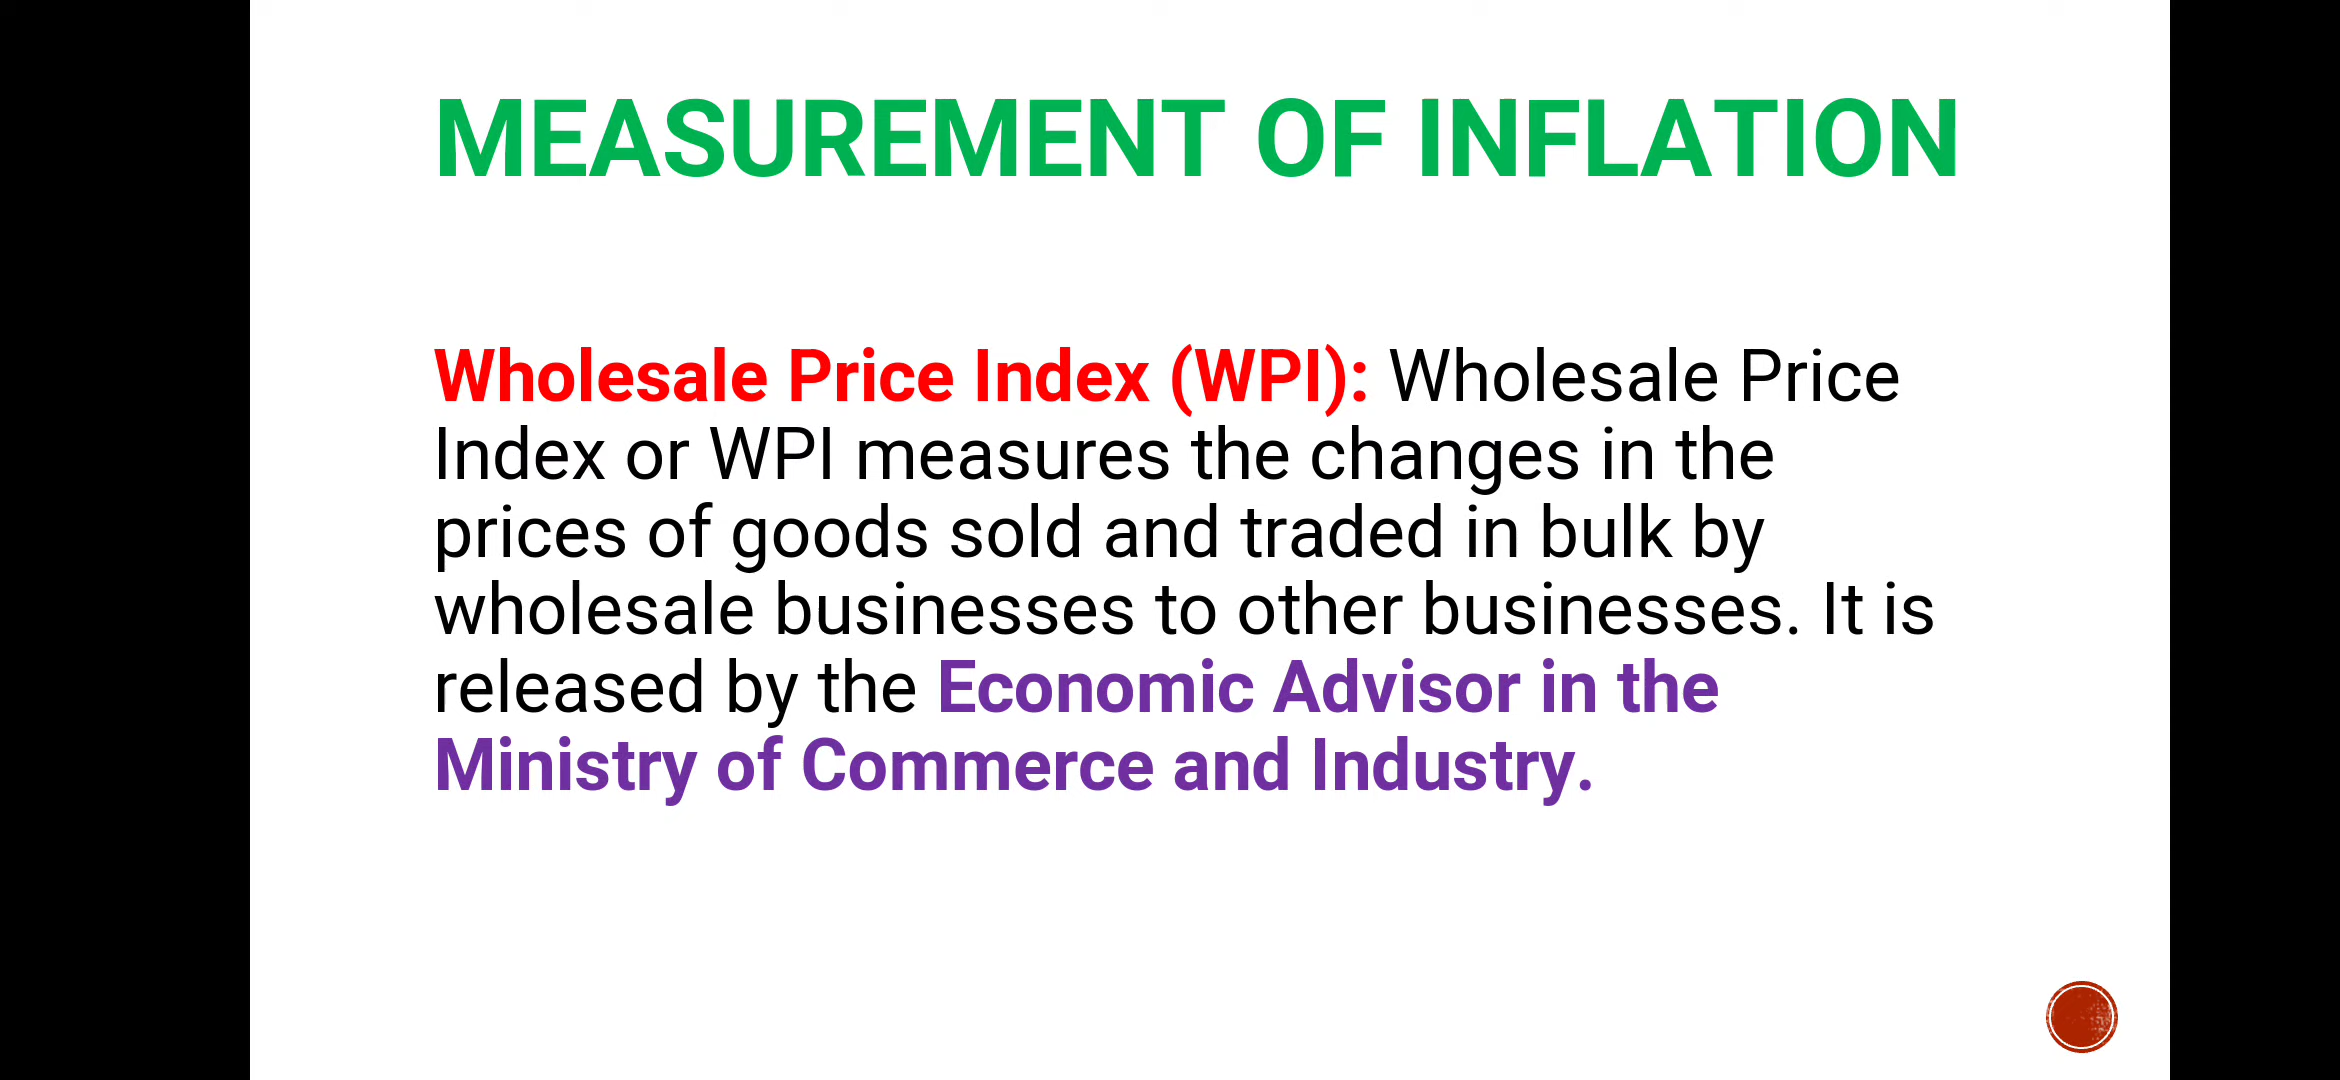 MEASUREMENT OF INFLATION
Wholesale Price Index (WPI): Wholesale Price
Index or WPI measures the changes in the
prices of goods sold and traded in bulk by
wholesale businesses to other businesses. It is
released by the Economic Advisor in the
Ministry of Commerce and Industry.